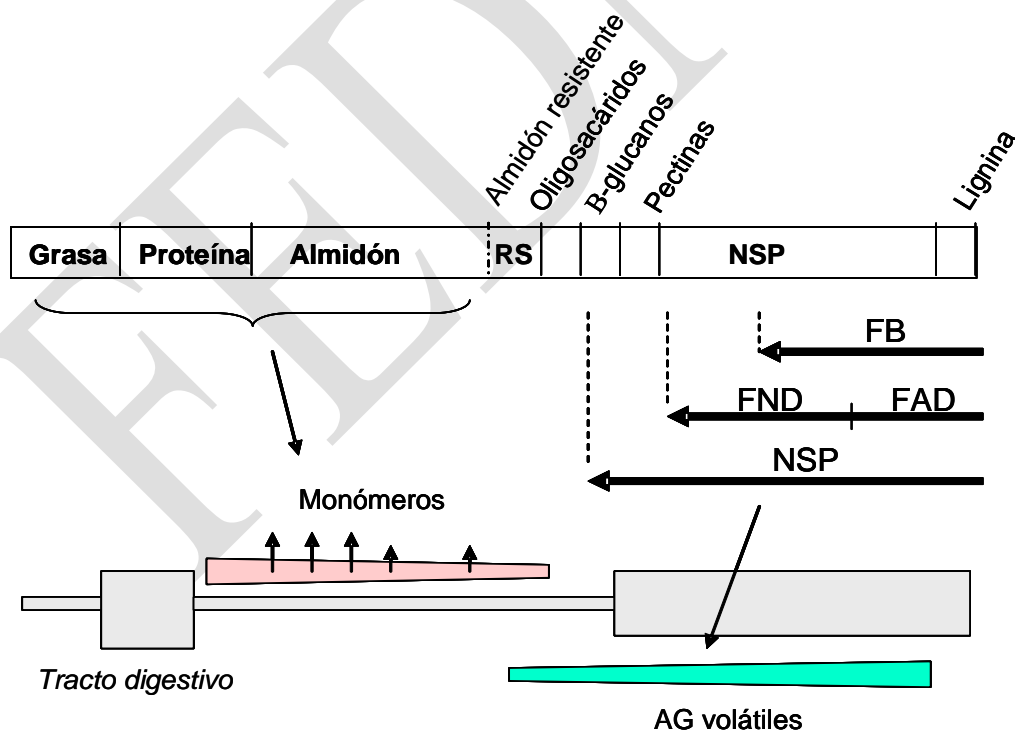 Almidón resistente
Oligosacáridos
B-glucanos
Pectinas
Lignina
Grasa Proteína Almidón RS NSP
FB
FND FAD
NSP
Monómeros
Tracto digestivo
AG volátiles
FEDNA